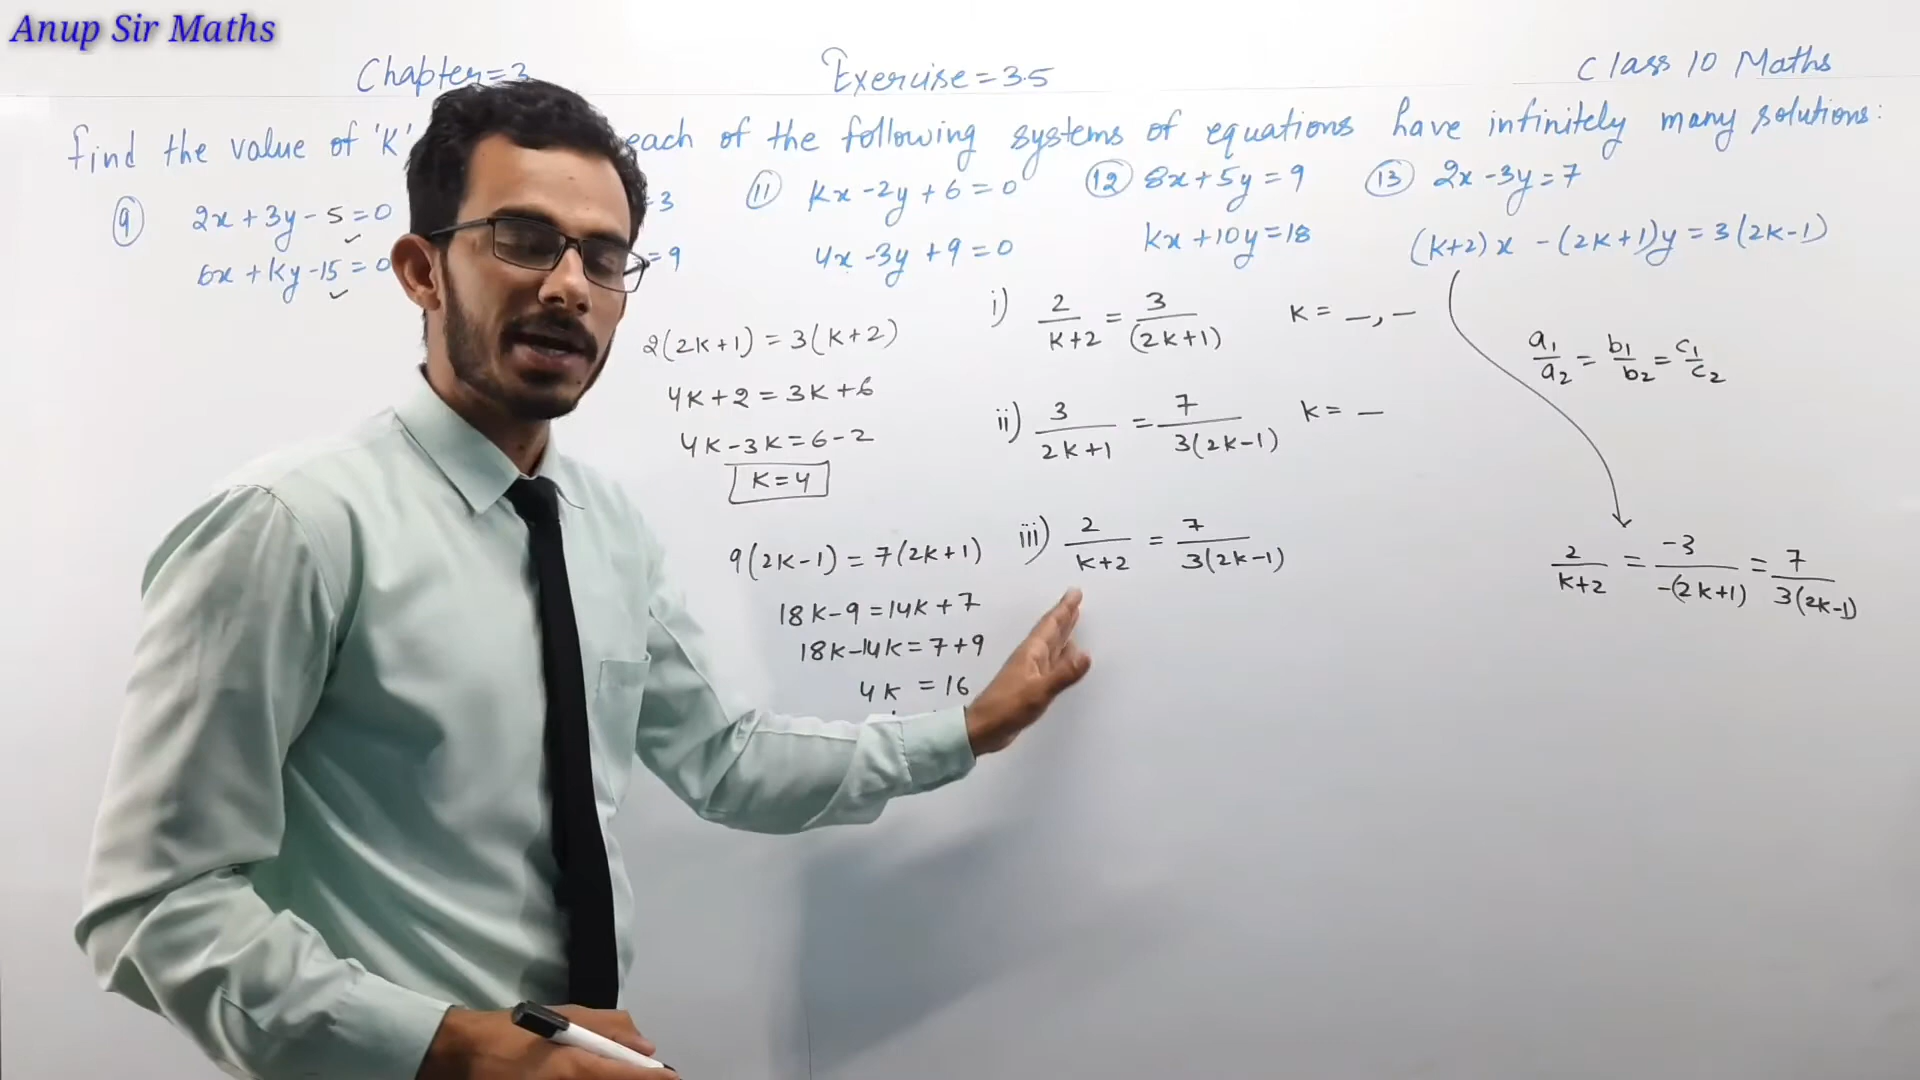 Anup Sir Maths
Chapter=3 Exercise=3.5 Class 10 Maths
find the value of 'K' each of the following systems of equations have infinitely many solutions:
⑨ 2x+3y-5=0
6x+ky-15=0
=3
=9
⑪ kx-2y+6=0
4x-3y+9=0
⑫ 8x+5y=9
kx+10y=18
⑬ 2x-3y=7
(k+2)x-(2k+1)y=3(2k-1)
2(2k+1)=3(k+2)
4k+2=3k+6
4k-3k=6-2
k=4
9(2k-1)=7(2k+1)
18k-9=14k+7
18k-14k=7+9
4k=16
i) 2/(k+2) = 3/(2k+1) k=_,_
ii) 3/(2k+1) = 7/3(2k-1) k=_
iii) 2/(k+2) = 7/3(2k-1)
a₁/a₂ = b₁/b₂ = c₁/c₂
2/(k+2) = -3/-(2k+1) = 7/3(2k-1)